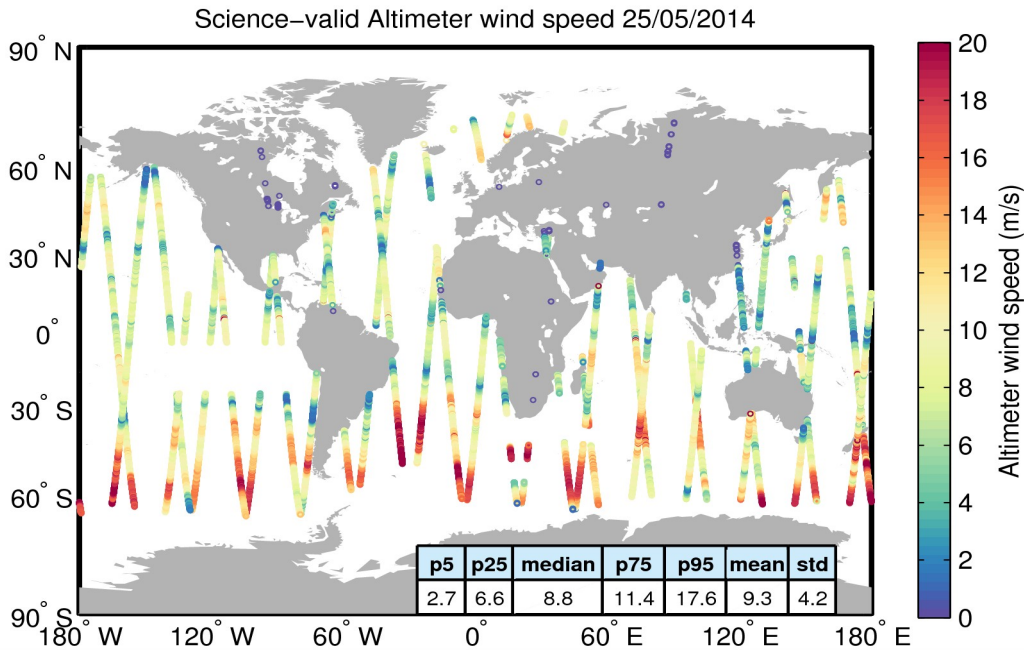 Science-valid Altimeter wind speed 25/05/2014
90° N
60° N
30° N
0°
30° S
60° S
90° S
180° W
120° W
60° W
0°
60° E
120° E
180° E
p5 p25 median p75 p95 mean std
2.7 6.6 8.8 11.4 17.6 9.3 4.2
20
18
16
14
12
10
8
6
4
2
0
Altimeter wind speed (m/s)